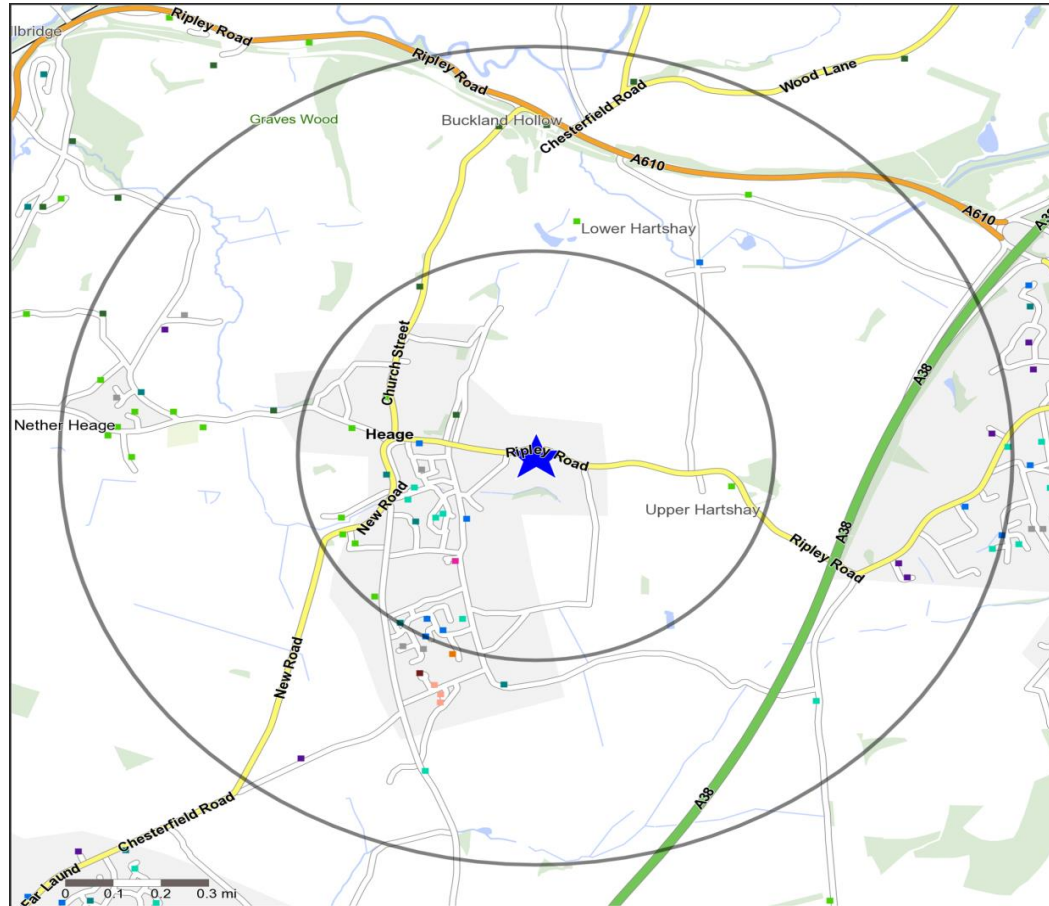 llbridge
Ripley Road
Ripley Road
Wood Lane
Chesterfield Road
Graves Wood
Buckland Hollow
A610
A610
A38
Lower Hartshay
Church Street
A38
Nether Heage
Heage
Ripley Road
New Road
Upper Hartshay
A38
Ripley Road
New Road
A38
Chesterfield Road
Far Laund
0 0.1 0.2 0.3 mi